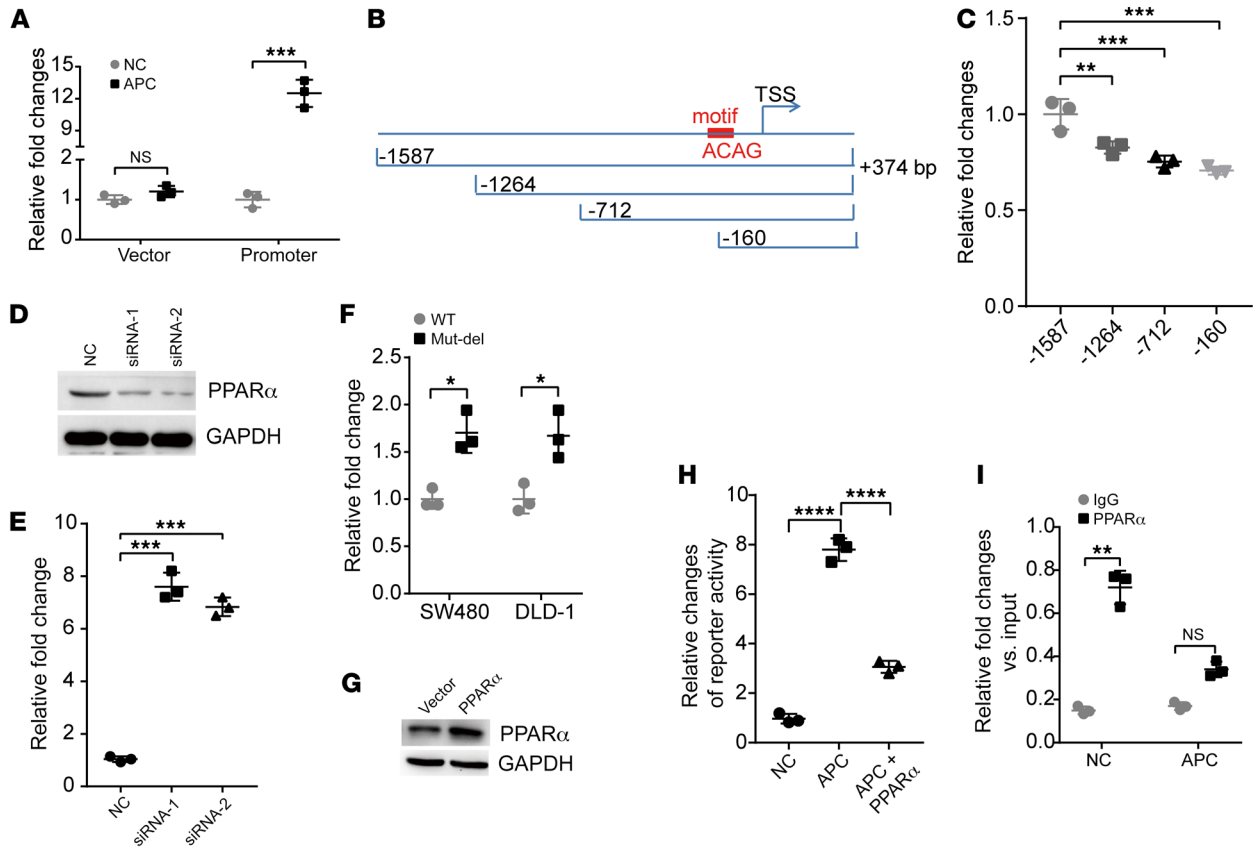 A
Relative fold changes
NC
APC
15
12
9
2
1
0
NS
***
Vector
Promoter
B
motif
TSS
ACAG
-1587
+374 bp
-1264
-712
-160
C
Relative fold changes
1.5
1.0
0.5
0.0
***
***
**
-1587
-1264
-712
-160
D
NC
siRNA-1
siRNA-2
PPARα
GAPDH
E
Relative fold change
10
8
6
4
2
0
***
***
NC
siRNA-1
siRNA-2
F
WT
Mut-del
Relative fold change
2.5
2.0
1.5
1.0
0.5
0.0
*
*
SW480
DLD-1
G
Vector
PPARα
PPARα
GAPDH
H
Relative changes
of reporter activity
10
8
6
4
2
0
****
****
NC
APC
APC +
PPARα
I
IgG
PPARα
Relative fold changes
vs. input
1.0
0.8
0.6
0.4
0.2
0.0
**
NS
NC
APC